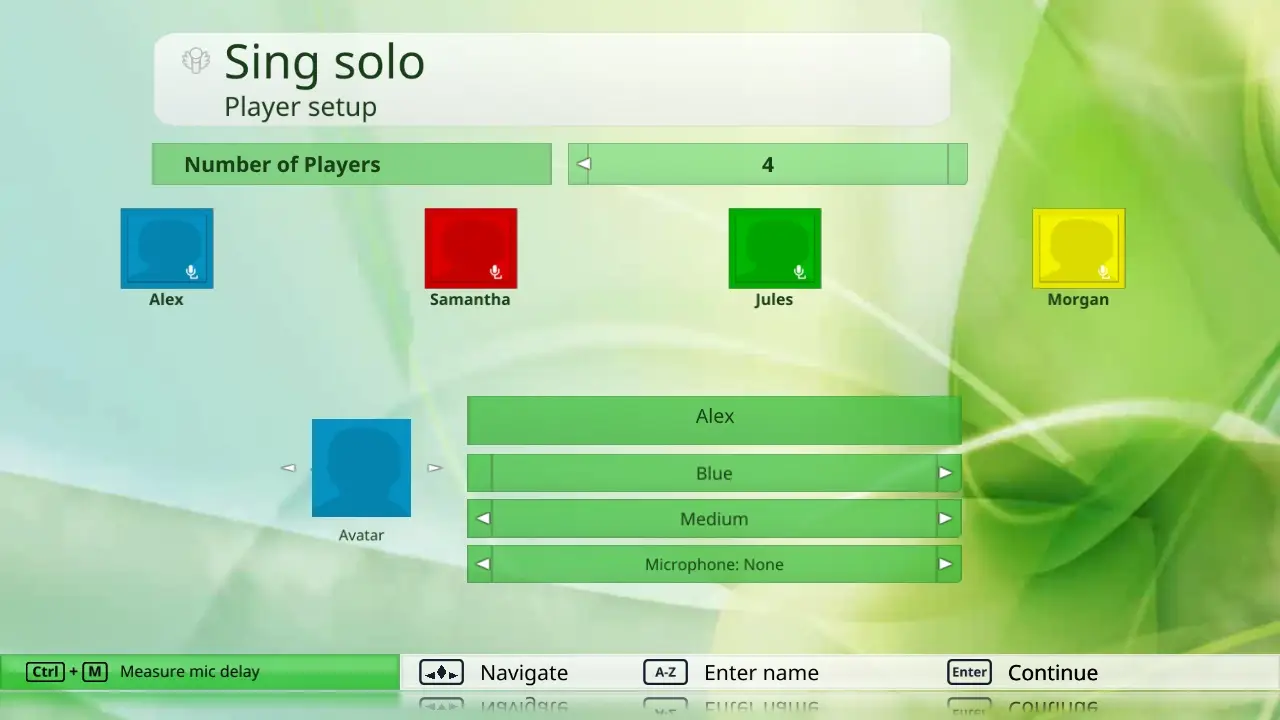 Sing solo
Player setup
Number of Players
4
Alex
Samantha
Jules
Morgan
Alex
Blue
Medium
Microphone: None
Avatar
Ctrl + M Measure mic delay
Navigate
A-Z Enter name
Enter Continue